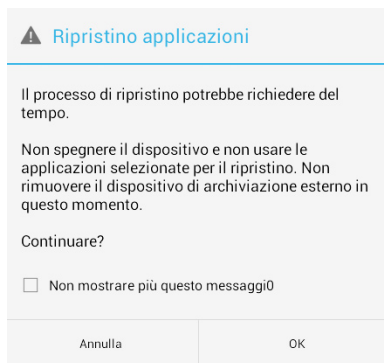 Ripristino applicazioni
Il processo di ripristino potrebbe richiedere del
tempo.
Non spegnere il dispositivo e non usare le
applicazioni selezionate per il ripristino. Non
rimuovere il dispositivo di archiviazione esterno in
questo momento.
Continuare?
Non mostrare più questo messaggi0
Annulla
OK